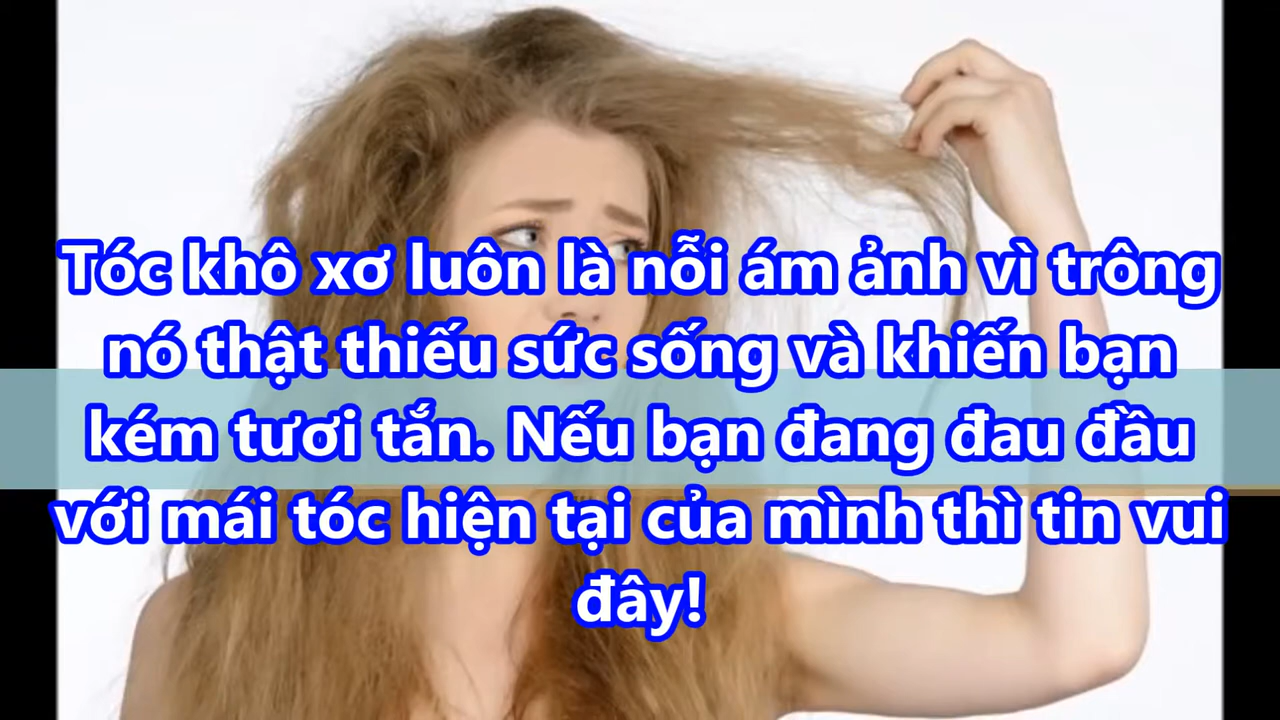 Tóc khô xơ luôn là nỗi ám ảnh vì trông
nó thật thiếu sức sống và khiến bạn
kém tươi tắn. Nếu bạn đang đau đầu
với mái tóc hiện tại của mình thì tin vui
đây!